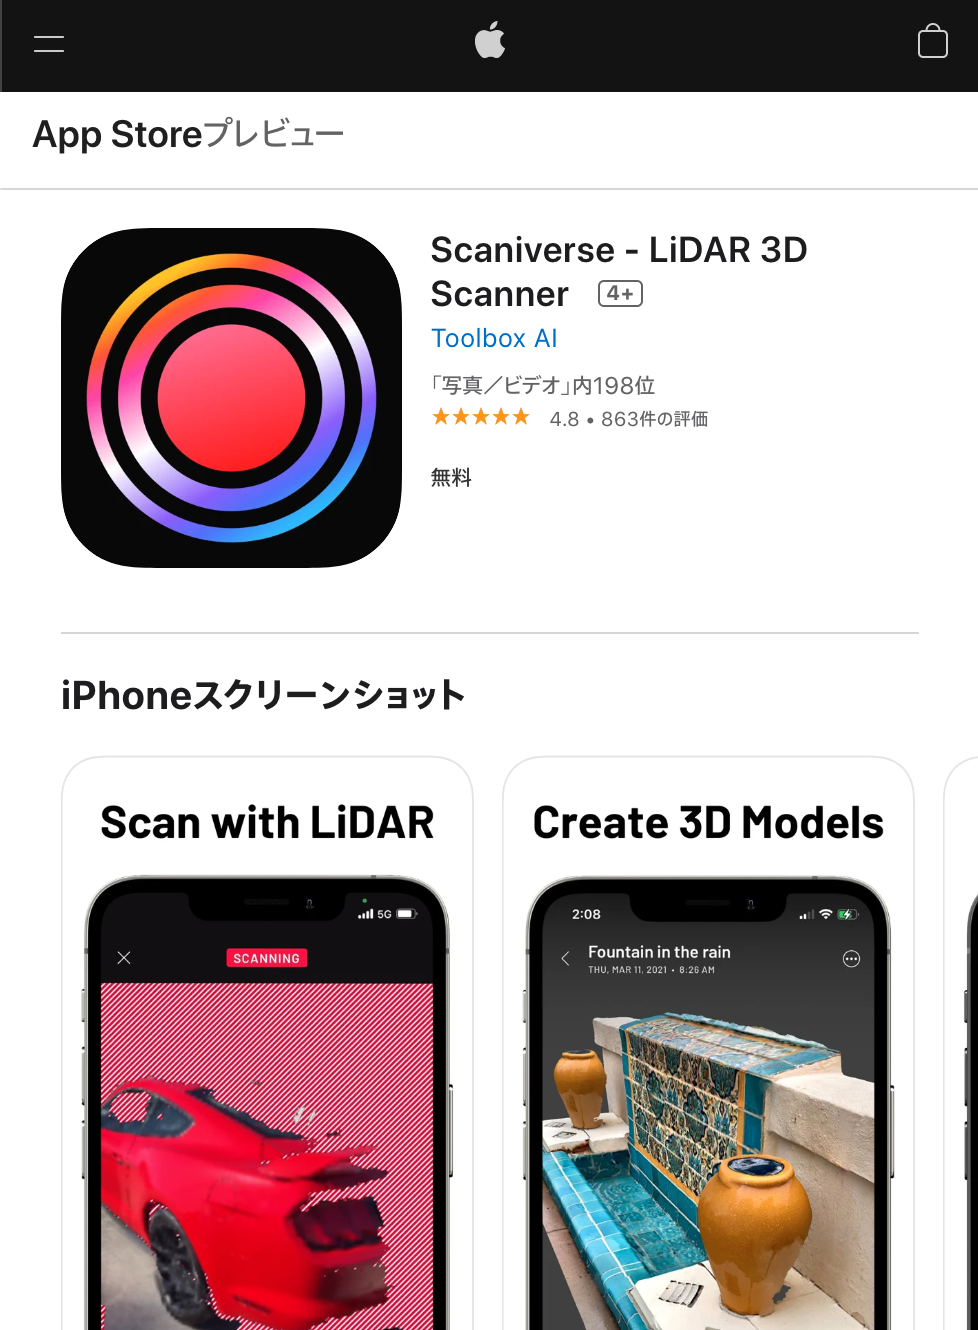 App Storeプレビュー
Scaniverse - LiDAR 3D
Scanner 4+
Toolbox AI
「写真／ビデオ」内198位
★★★★★ 4.8 • 863件の評価
無料
iPhoneスクリーンショット
Scan with LiDAR
5G
SCANNING
Create 3D Models
2:08
Fountain in the rain
THU, MAR 11, 2021 • 8:26 AM